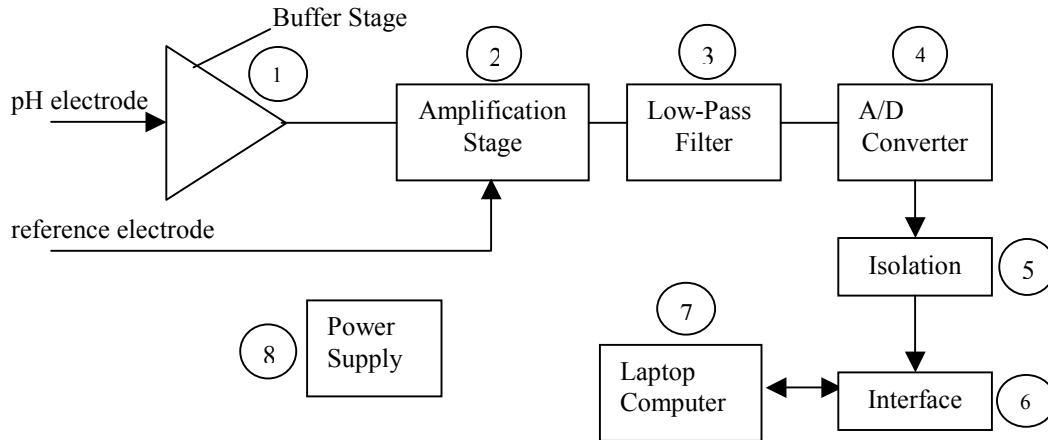 Buffer Stage
1
2
3
4
pH electrode
Amplification
Stage
Low-Pass
Filter
A/D
Converter
reference electrode
Isolation
5
Power
Supply
8
7
Laptop
Computer
Interface
6